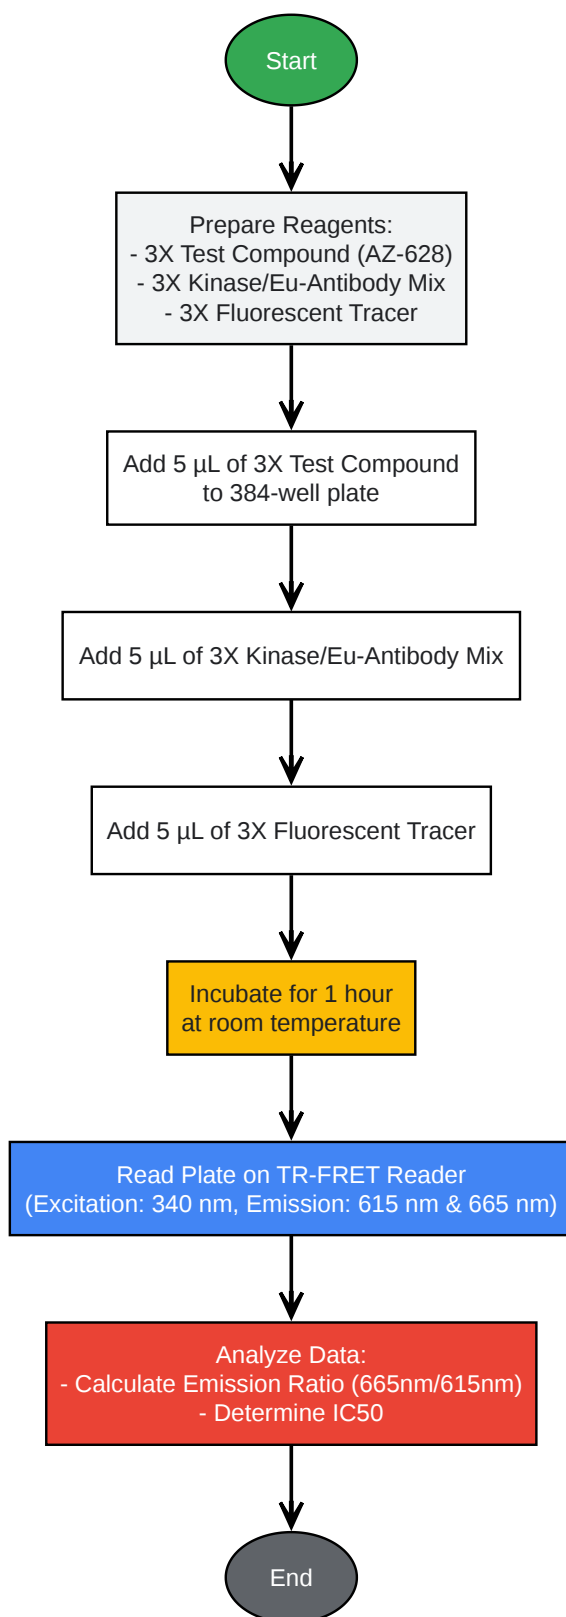 Start
Prepare Reagents:
- 3X Test Compound (AZ-628)
- 3X Kinase/Eu-Antibody Mix
- 3X Fluorescent Tracer
Add 5 µL of 3X Test Compound
to 384-well plate
Add 5 µL of 3X Kinase/Eu-Antibody Mix
Add 5 µL of 3X Fluorescent Tracer
Incubate for 1 hour
at room temperature
Read Plate on TR-FRET Reader
(Excitation: 340 nm, Emission: 615 nm & 665 nm)
Analyze Data:
- Calculate Emission Ratio (665nm/615nm)
- Determine IC50
End